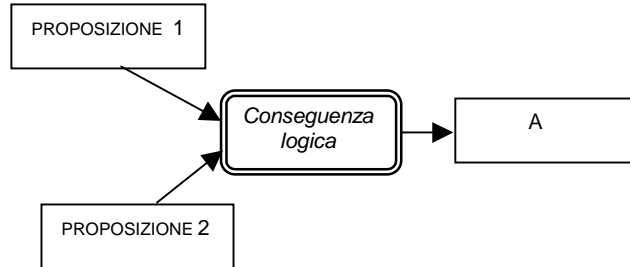 PROPOSIZIONE 1
Conseguenza
logica
A
PROPOSIZIONE 2